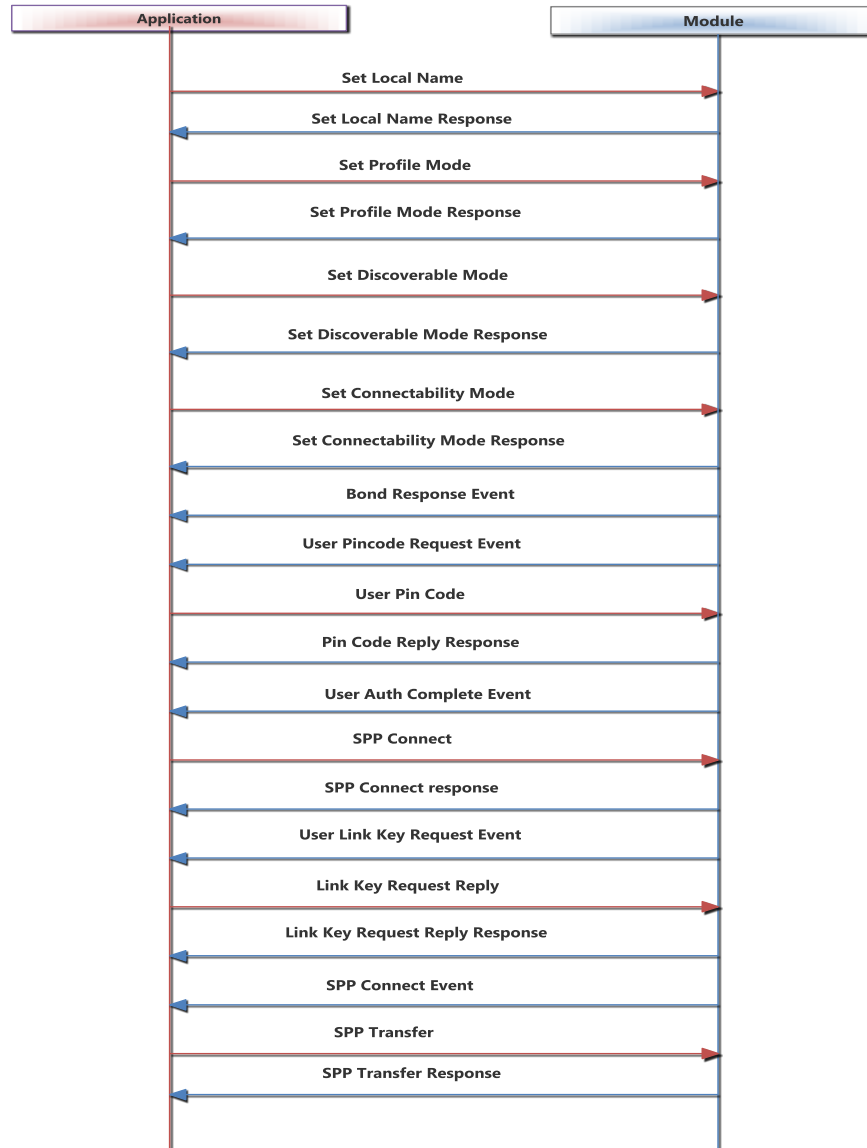 Application
Module
Set Local Name
Set Local Name Response
Set Profile Mode
Set Profile Mode Response
Set Discoverable Mode
Set Discoverable Mode Response
Set Connectability Mode
Set Connectability Mode Response
Bond Response Event
User Pincode Request Event
User Pin Code
Pin Code Reply Response
User Auth Complete Event
SPP Connect
SPP Connect response
User Link Key Request Event
Link Key Request Reply
Link Key Request Reply Response
SPP Connect Event
SPP Transfer
SPP Transfer Response